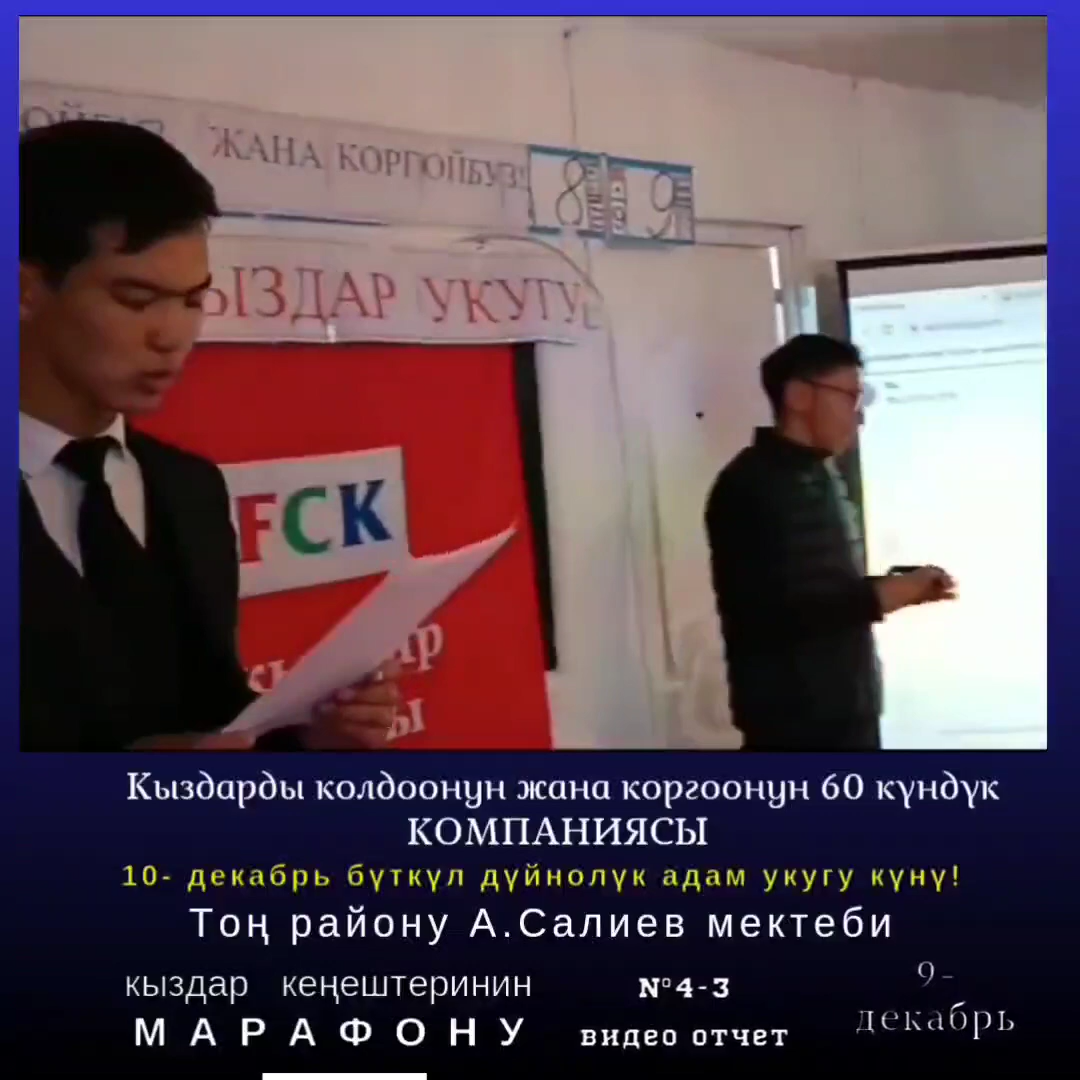 ЖАНА КОРГОЙБУЗ!
8 9
ЫЗДАР УКУГУ
FCK
Кыздарды колдоонун жана коргоонун 60 күндүк
КОМПАНИЯСЫ
10- декабрь бүткүл дүйнолүк адам укугу күнү!
Тоң району А.Салиев мектеби
кыздар кеңештеринин
МАРАФОНУ
№4-3
видео отчет
9-
декабрь